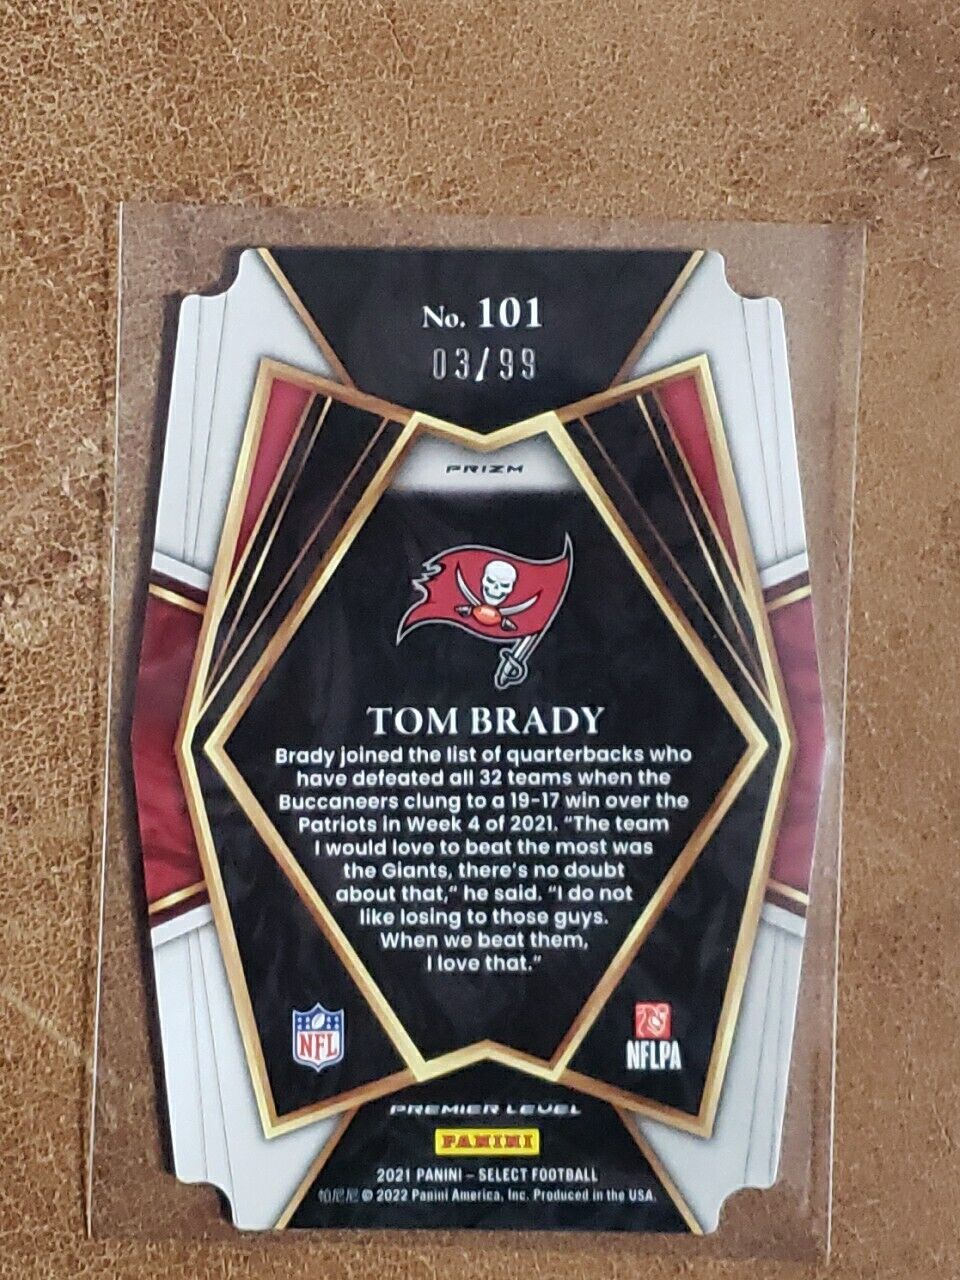 No. 101
03/99
PRIZM
TOM BRADY
Brady joined the list of quarterbacks who
have defeated all 32 teams when the
Buccaneers clung to a 19-17 win over the
Patriots in Week 4 of 2021. “The team
I would love to beat the most was
the Giants, there's no doubt
about that,” he said. “I do not
like losing to those guys.
When we beat them,
I love that.”
NFL
NFLPA
PREMIER LEVEL
PANINI
2021 PANINI – SELECT FOOTBALL
© 2022 Panini America, Inc. Produced in the USA.